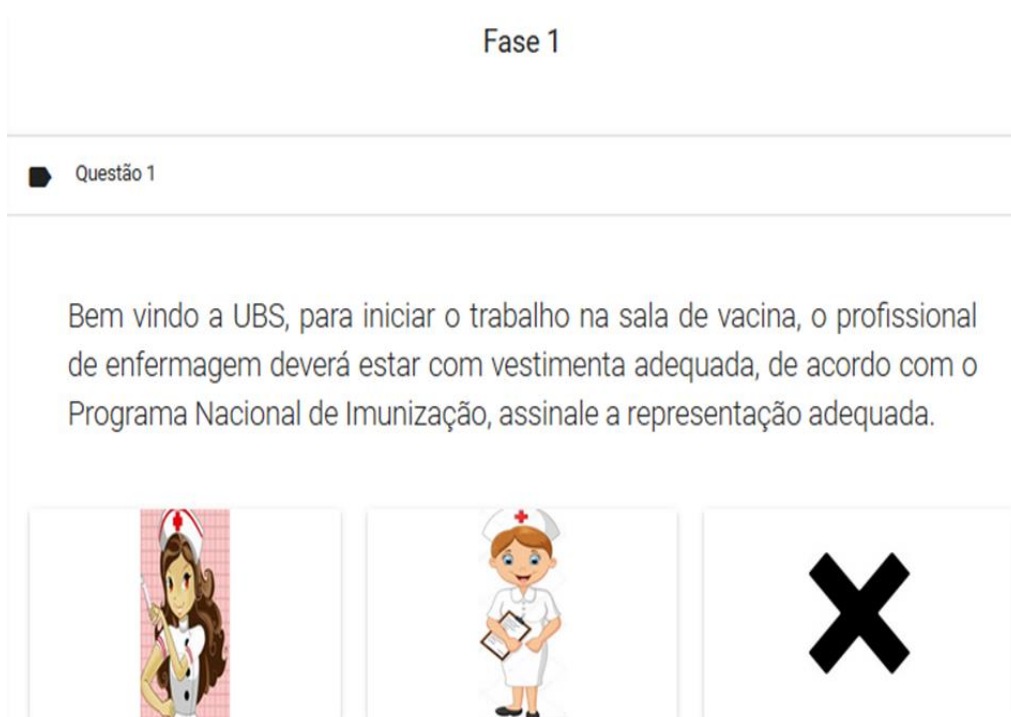 Fase 1
Questão 1
Bem vindo a UBS, para iniciar o trabalho na sala de vacina, o profissional
de enfermagem deverá estar com vestimenta adequada, de acordo com o
Programa Nacional de Imunização, assinale a representação adequada.